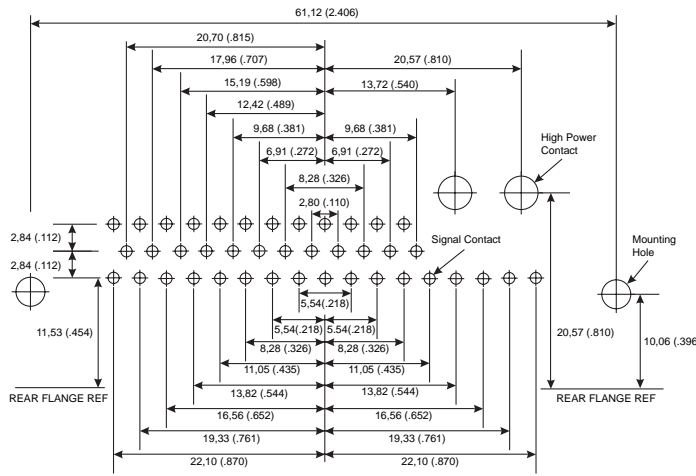 61,12 (2.406)
20,70 (.815)
17,96 (.707) 20,57 (.810)
15,19 (.598) 13,72 (.540)
12,42 (.489)
9,68 (.381) 9,68 (.381)
High Power
Contact
6,91 (.272) 6,91 (.272)
8,28 (.326)
2,80 (.110)
2,84 (.112)
Signal Contact
Mounting
Hole
2,84 (.112)
5,54(.218)
11,53 (.454) 5,54(.218) 5.54(.218) 20,57 (.810) 10,06 (.396
8,28 (.326) 8,28 (.326)
11,05 (.435) 11,05 (.435)
13,82 (.544) 13,82 (.544)
REAR FLANGE REF REAR FLANGE REF
16,56 (.652) 16,56 (.652)
19,33 (.761) 19,33 (.761)
22,10 (.870) 22,10 (.870)